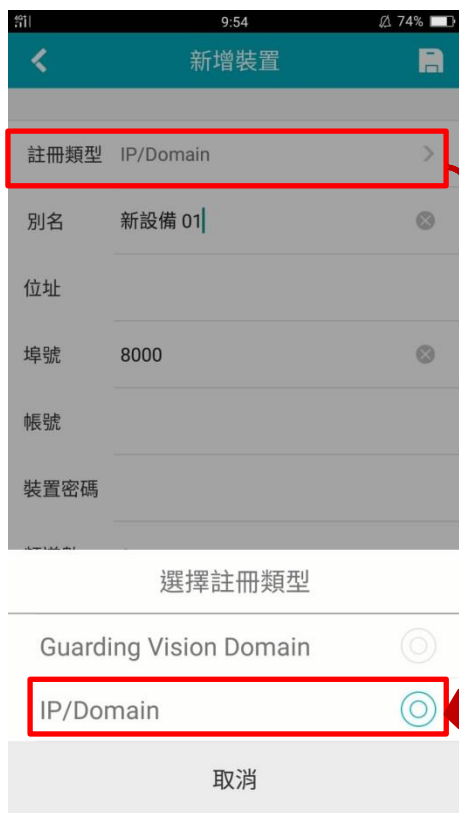 9:54 74%
新增裝置
註冊類型 IP/Domain
別名 新設備 01
位址
埠號 8000
帳號
裝置密碼
選擇註冊類型
Guarding Vision Domain
IP/Domain
取消